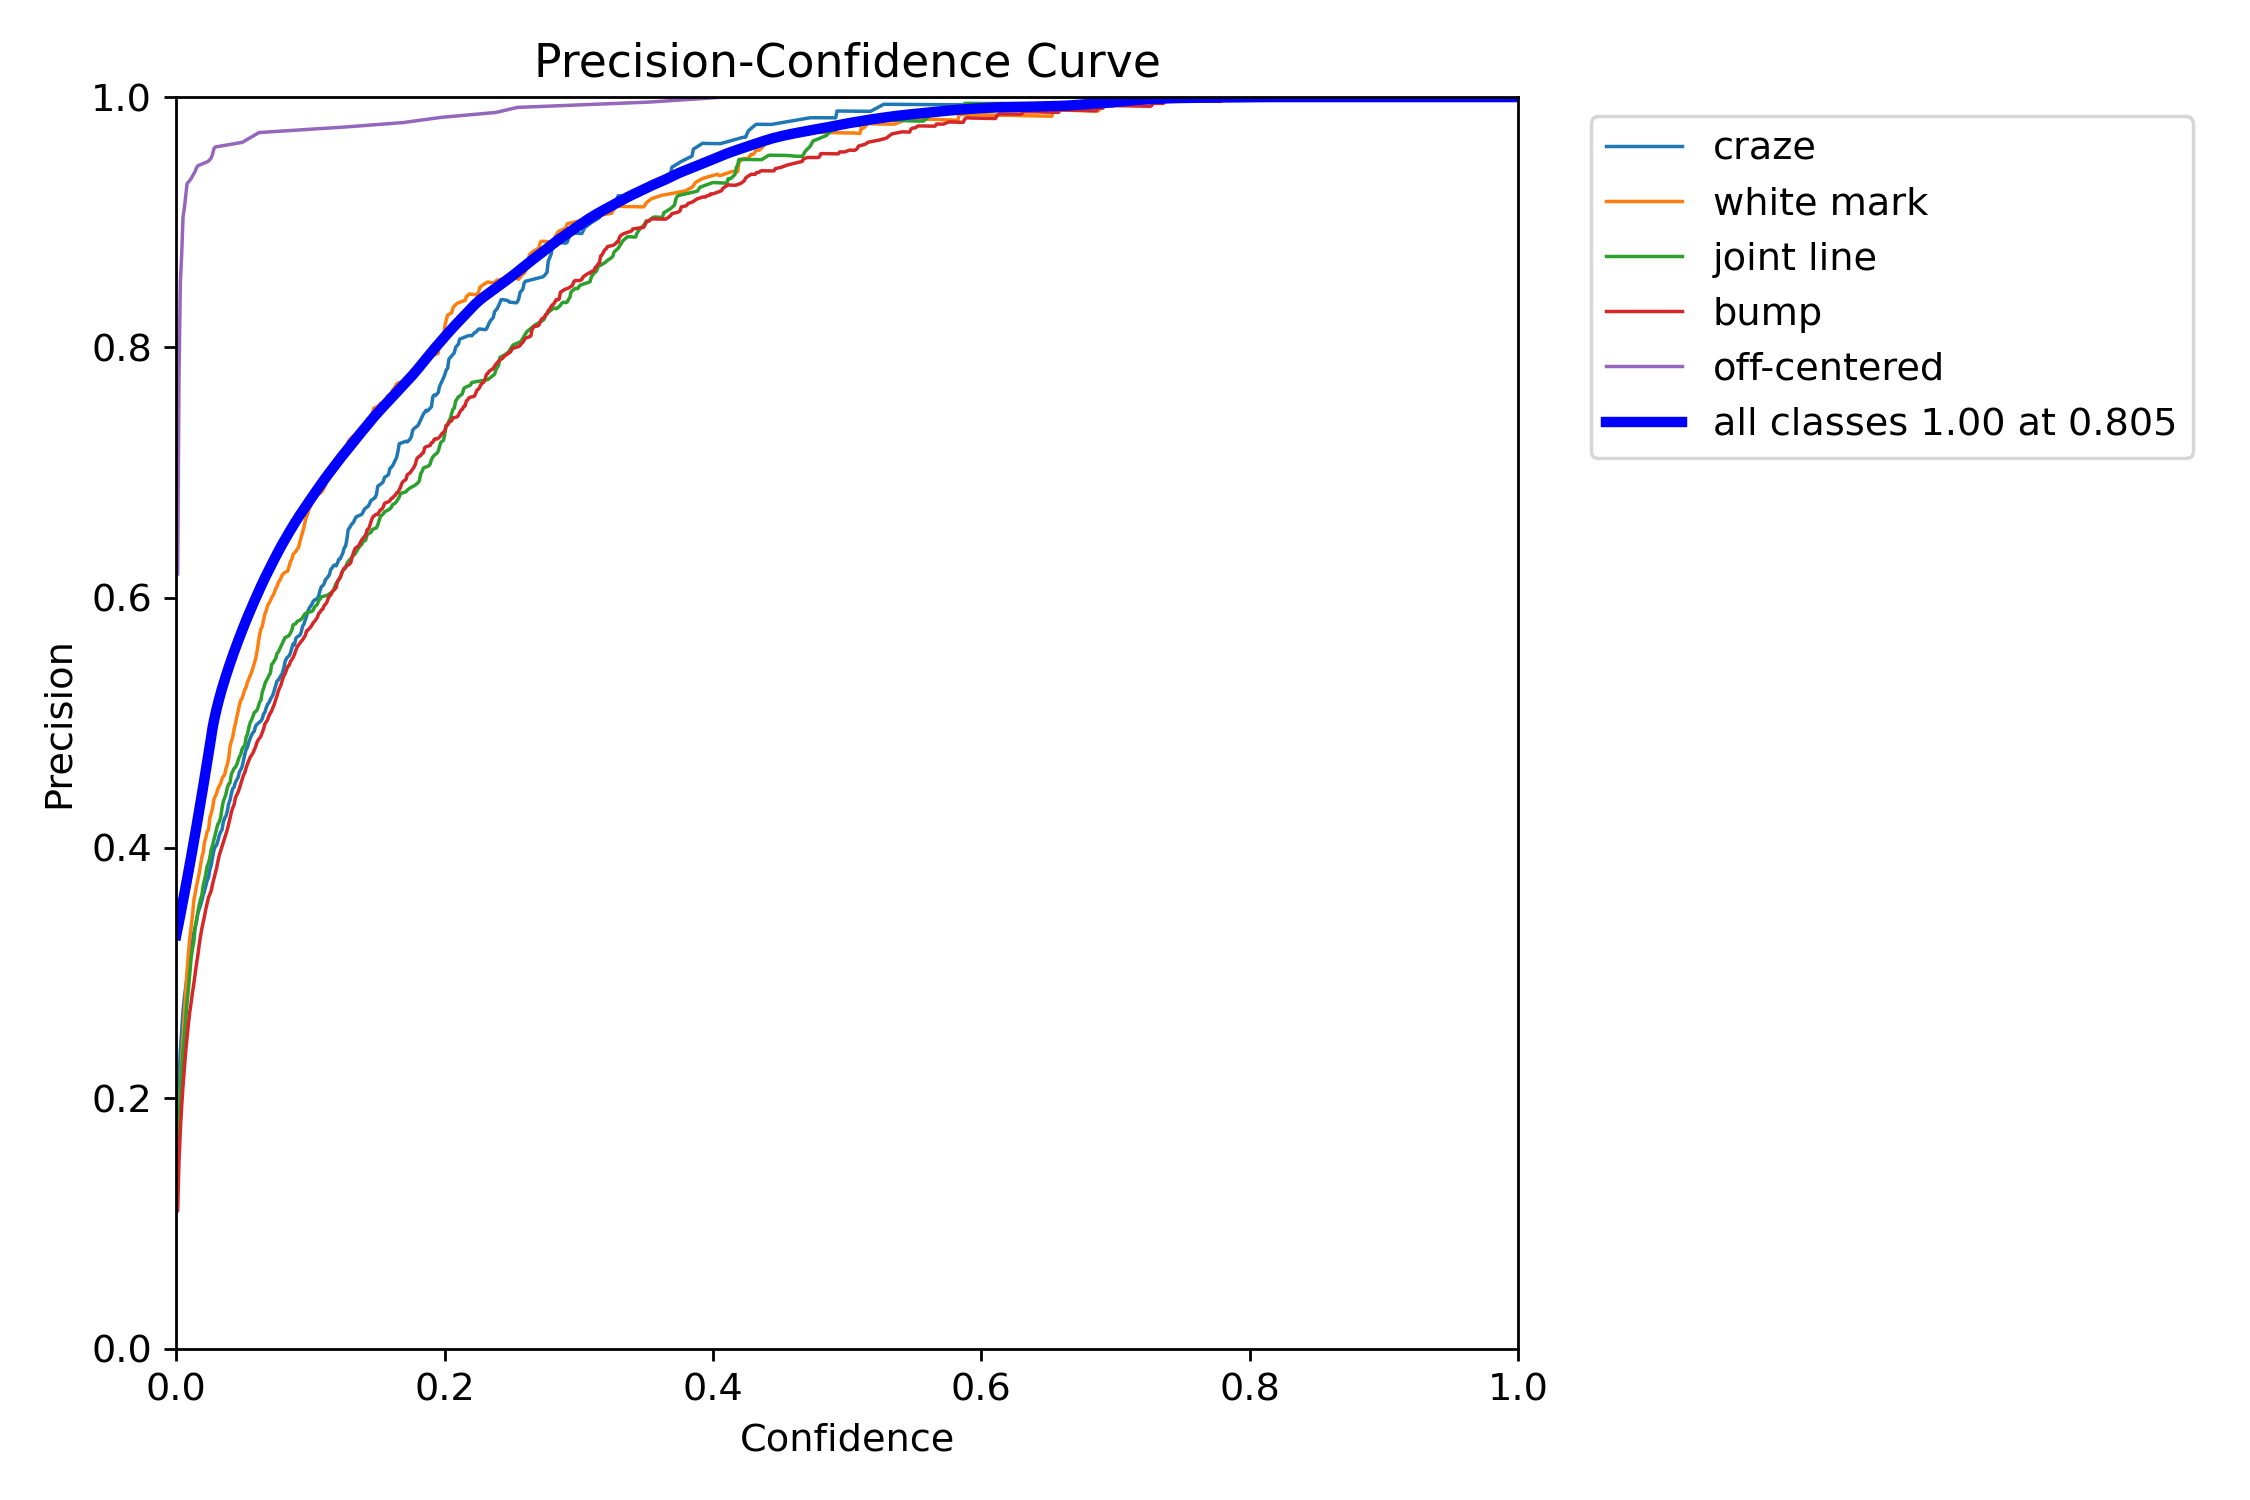 Precision-Confidence Curve
1.0
0.8
0.6
0.4
0.2
0.0
Precision
0.0 0.2 0.4 0.6 0.8 1.0
Confidence
craze
white mark
joint line
bump
off-centered
all classes 1.00 at 0.805